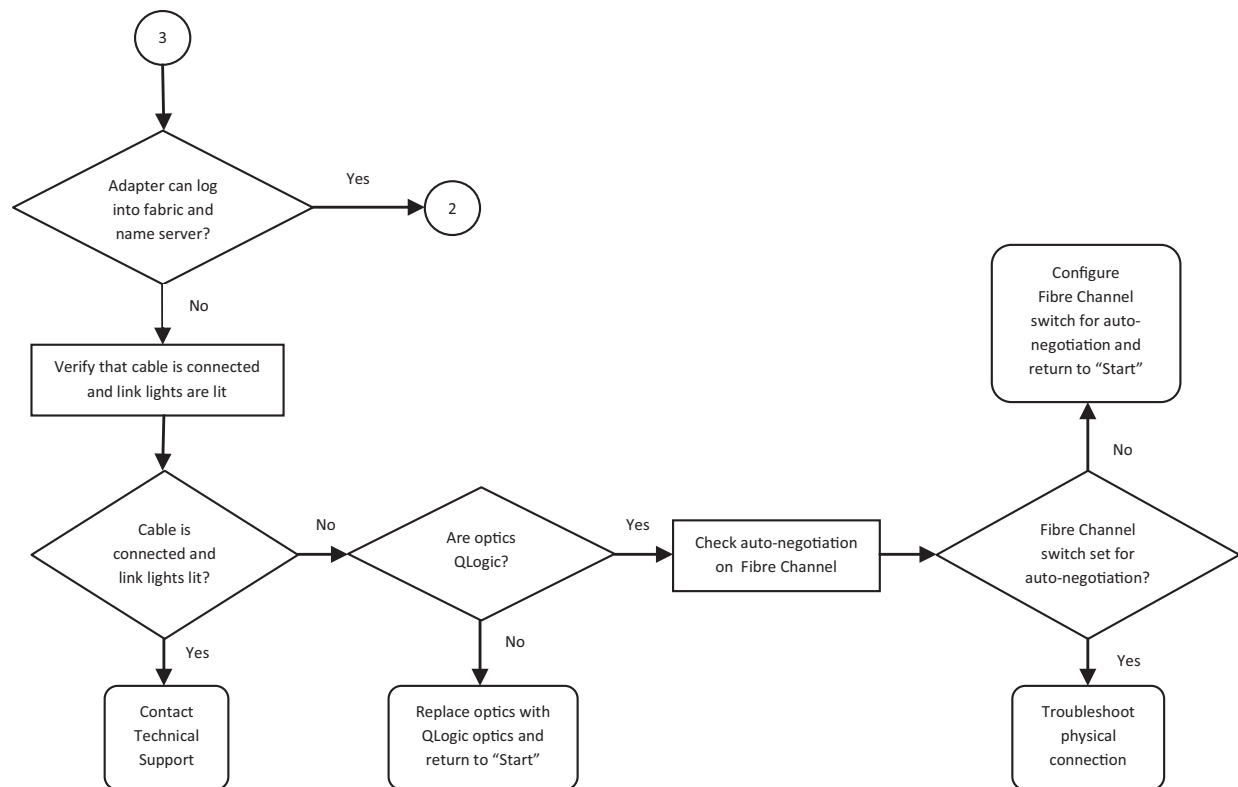 3
Adapter can log
into fabric and
name server?
Yes
2
No
Verify that cable is connected
and link lights are lit
Cable is
connected and
link lights lit?
No
Yes
Contact
Technical
Support
Are optics
QLogic?
Yes
No
Replace optics with
QLogic optics and
return to “Start”
Check auto-negotiation
on Fibre Channel
Fibre Channel
switch set for
auto-negotiation?
No
Configure
Fibre Channel
switch for auto-
negotiation and
return to “Start”
Yes
Troubleshoot
physical
connection